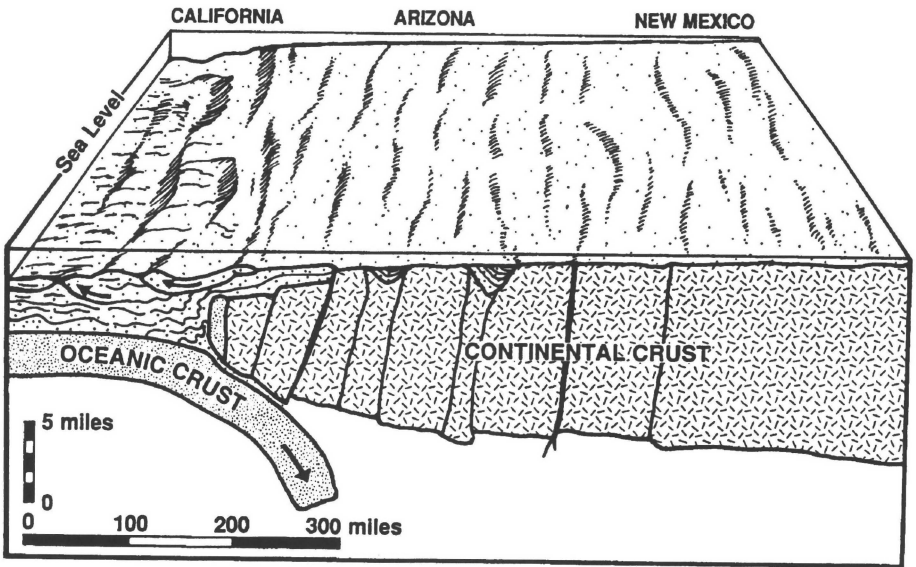 CALIFORNIA ARIZONA NEW MEXICO
Sea Level
CONTINENTAL CRUST
OCEANIC CRUST
5 miles
0
0 100 200 300 miles